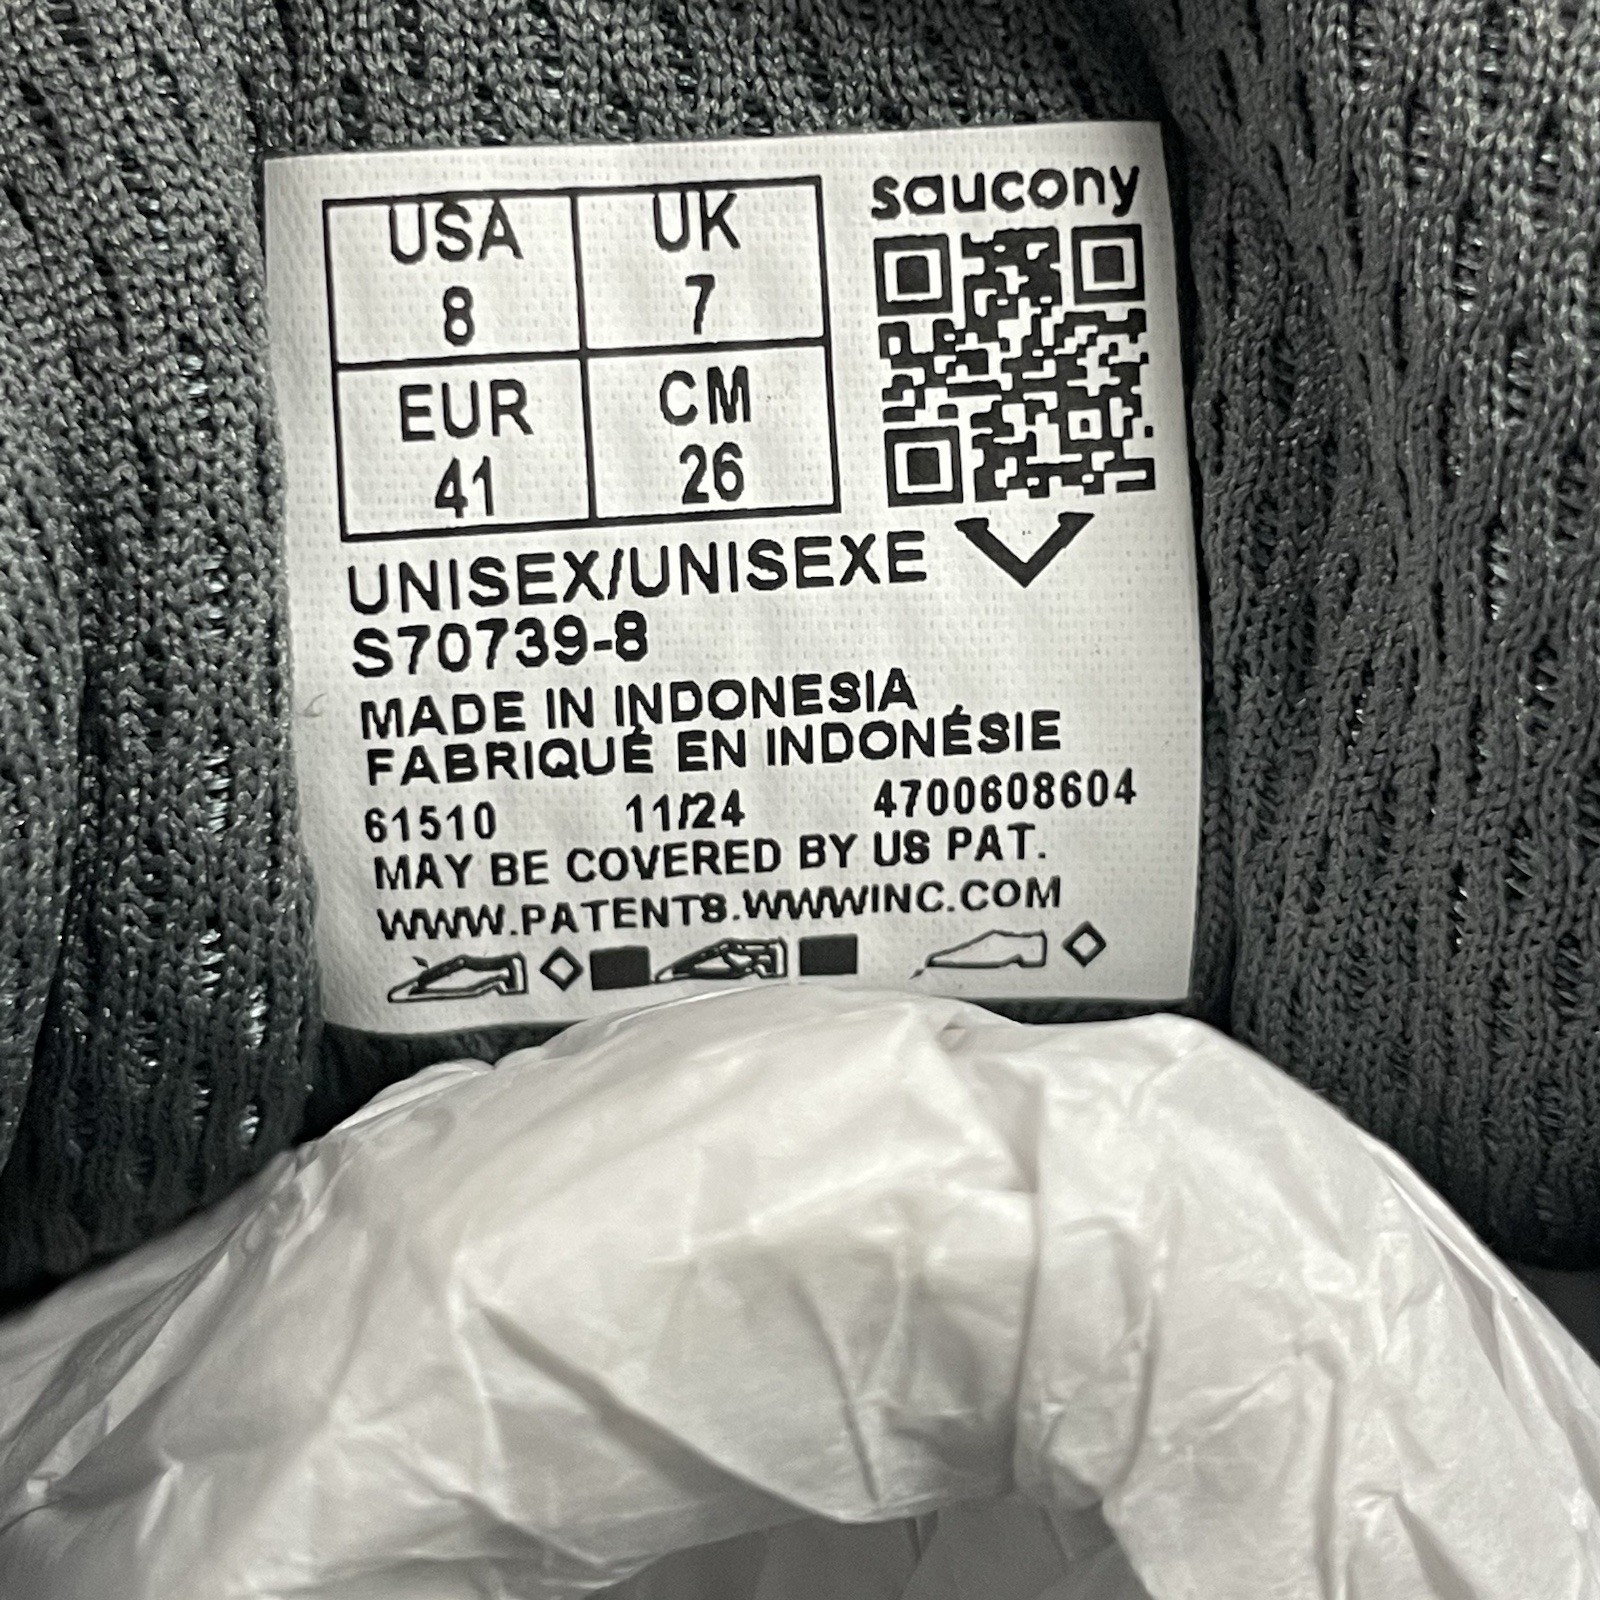 saucony
USA UK
8 7
EUR CM
41 26
UNISEX/UNISEXE
S70739-8
MADE IN INDONESIA
FABRIQUÉ EN INDONÉSIE
61510 11/24 4700608604
MAY BE COVERED BY US PAT.
WWW.PATENTS.WWWINC.COM